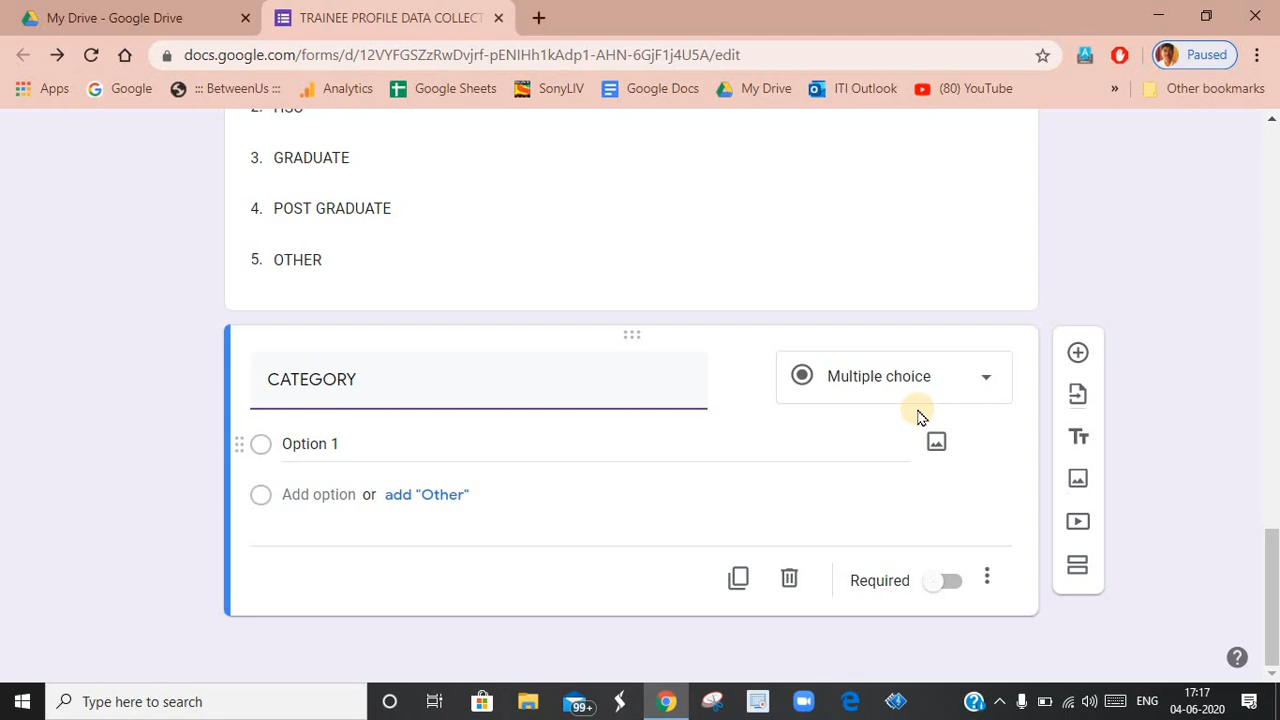 My Drive - Google Drive
TRAINEE PROFILE DATA COLLECT
docs.google.com/forms/d/12VYFGSZzRwDvjrf-pENIHh1kAdp1-AHN-6GjF1j4U5A/edit
Paused
Apps
Google
::: BetweenUs :::
Analytics
Google Sheets
SonyLIV
Google Docs
My Drive
ITI Outlook
(80) YouTube
»
Other bookmarks
3. GRADUATE
4. POST GRADUATE
5. OTHER
CATEGORY
Multiple choice
Option 1
Add option or add "Other"
Required
Type here to search
99+
ENG
17:17
04-06-2020